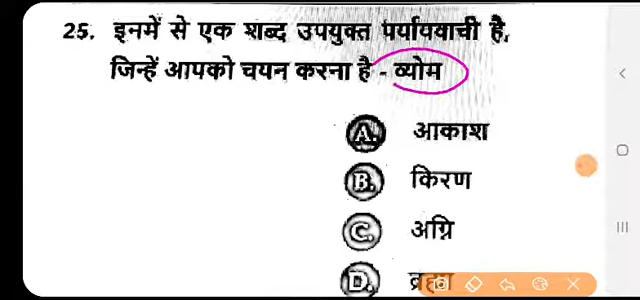 25. इनमें से एक शब्द उपयुक्त पर्यायवाची है,
जिन्हें आपको चयन करना है - व्योम
A. आकाश
B. किरण
C. अग्नि
D.